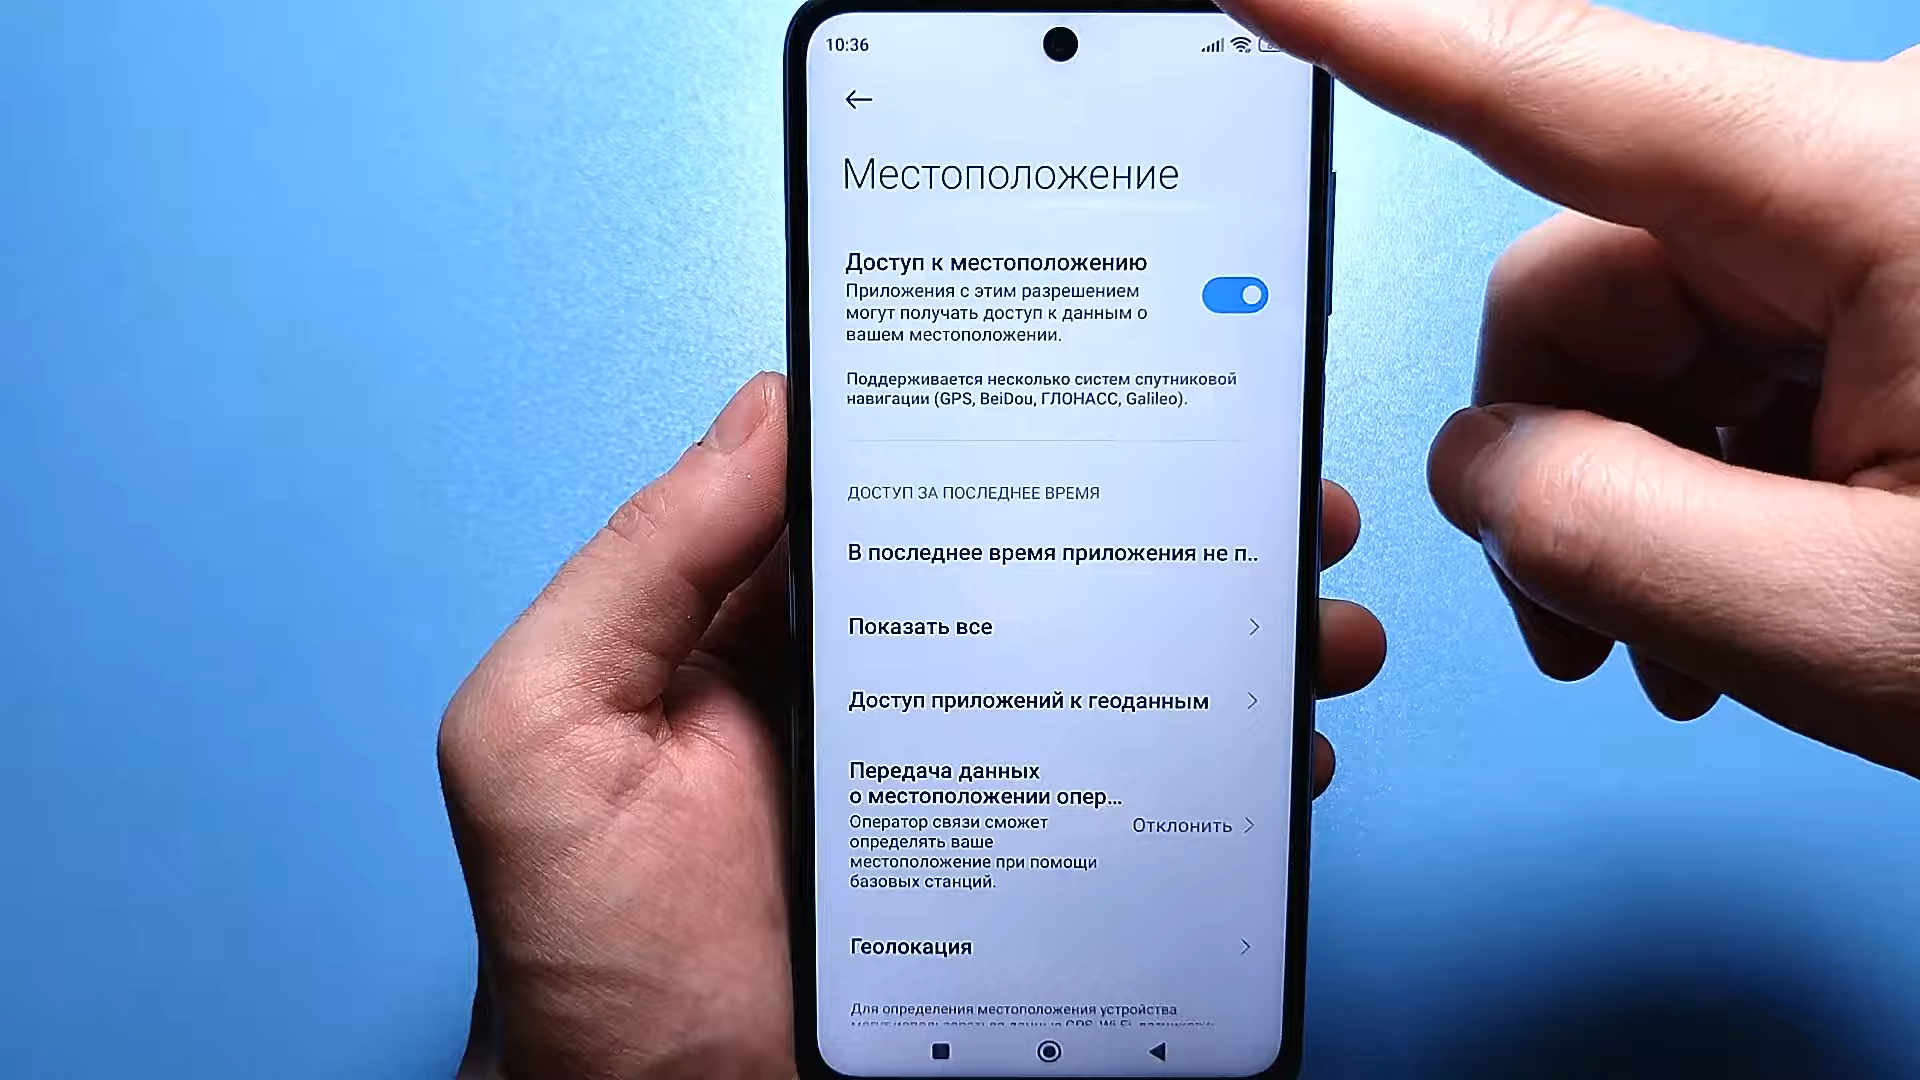 10:36
Местоположение
Доступ к местоположению
Приложения с этим разрешением
могут получать доступ к данным о
вашем местоположении.
Поддерживается несколько систем спутниковой
навигации (GPS, BeiDou, ГЛОНАСС, Galileo).
ДОСТУП ЗА ПОСЛЕДНЕЕ ВРЕМЯ
В последнее время приложения не п..
Показать все
Доступ приложений к геоданным
Передача данных
о местоположении опер...
Оператор связи сможет
определять ваше
местоположение при помощи
базовых станций.
Отклонить
Геолокация
Для определения местоположения устройства